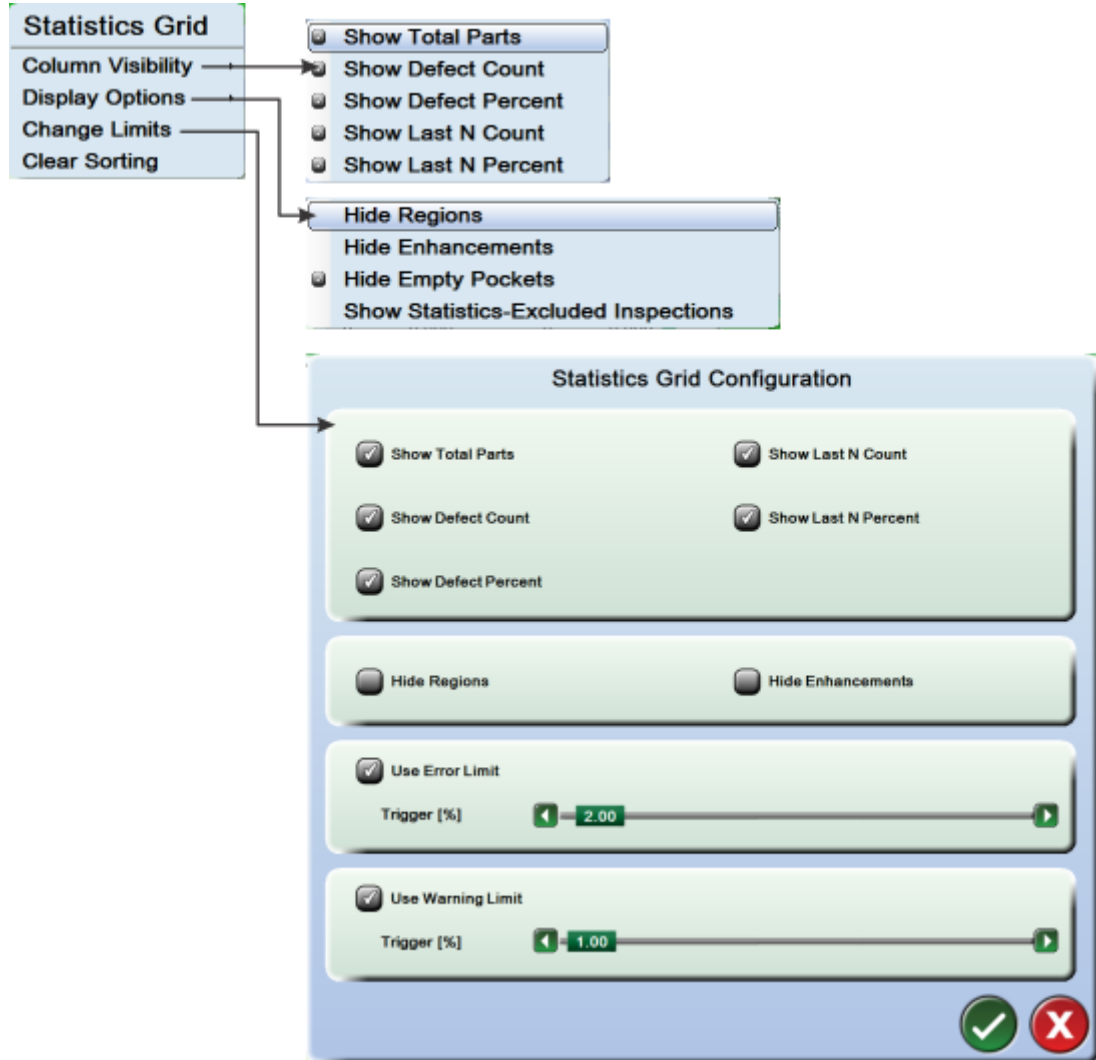 Statistics Grid
Column Visibility
Display Options
Change Limits
Clear Sorting
Show Total Parts
Show Defect Count
Show Defect Percent
Show Last N Count
Show Last N Percent
Hide Regions
Hide Enhancements
Hide Empty Pockets
Show Statistics-Excluded Inspections
Statistics Grid Configuration
Show Total Parts
Show Last N Count
Show Defect Count
Show Last N Percent
Show Defect Percent
Hide Regions
Hide Enhancements
Use Error Limit
Trigger [%]
2.00
Use Warning Limit
Trigger [%]
1.00